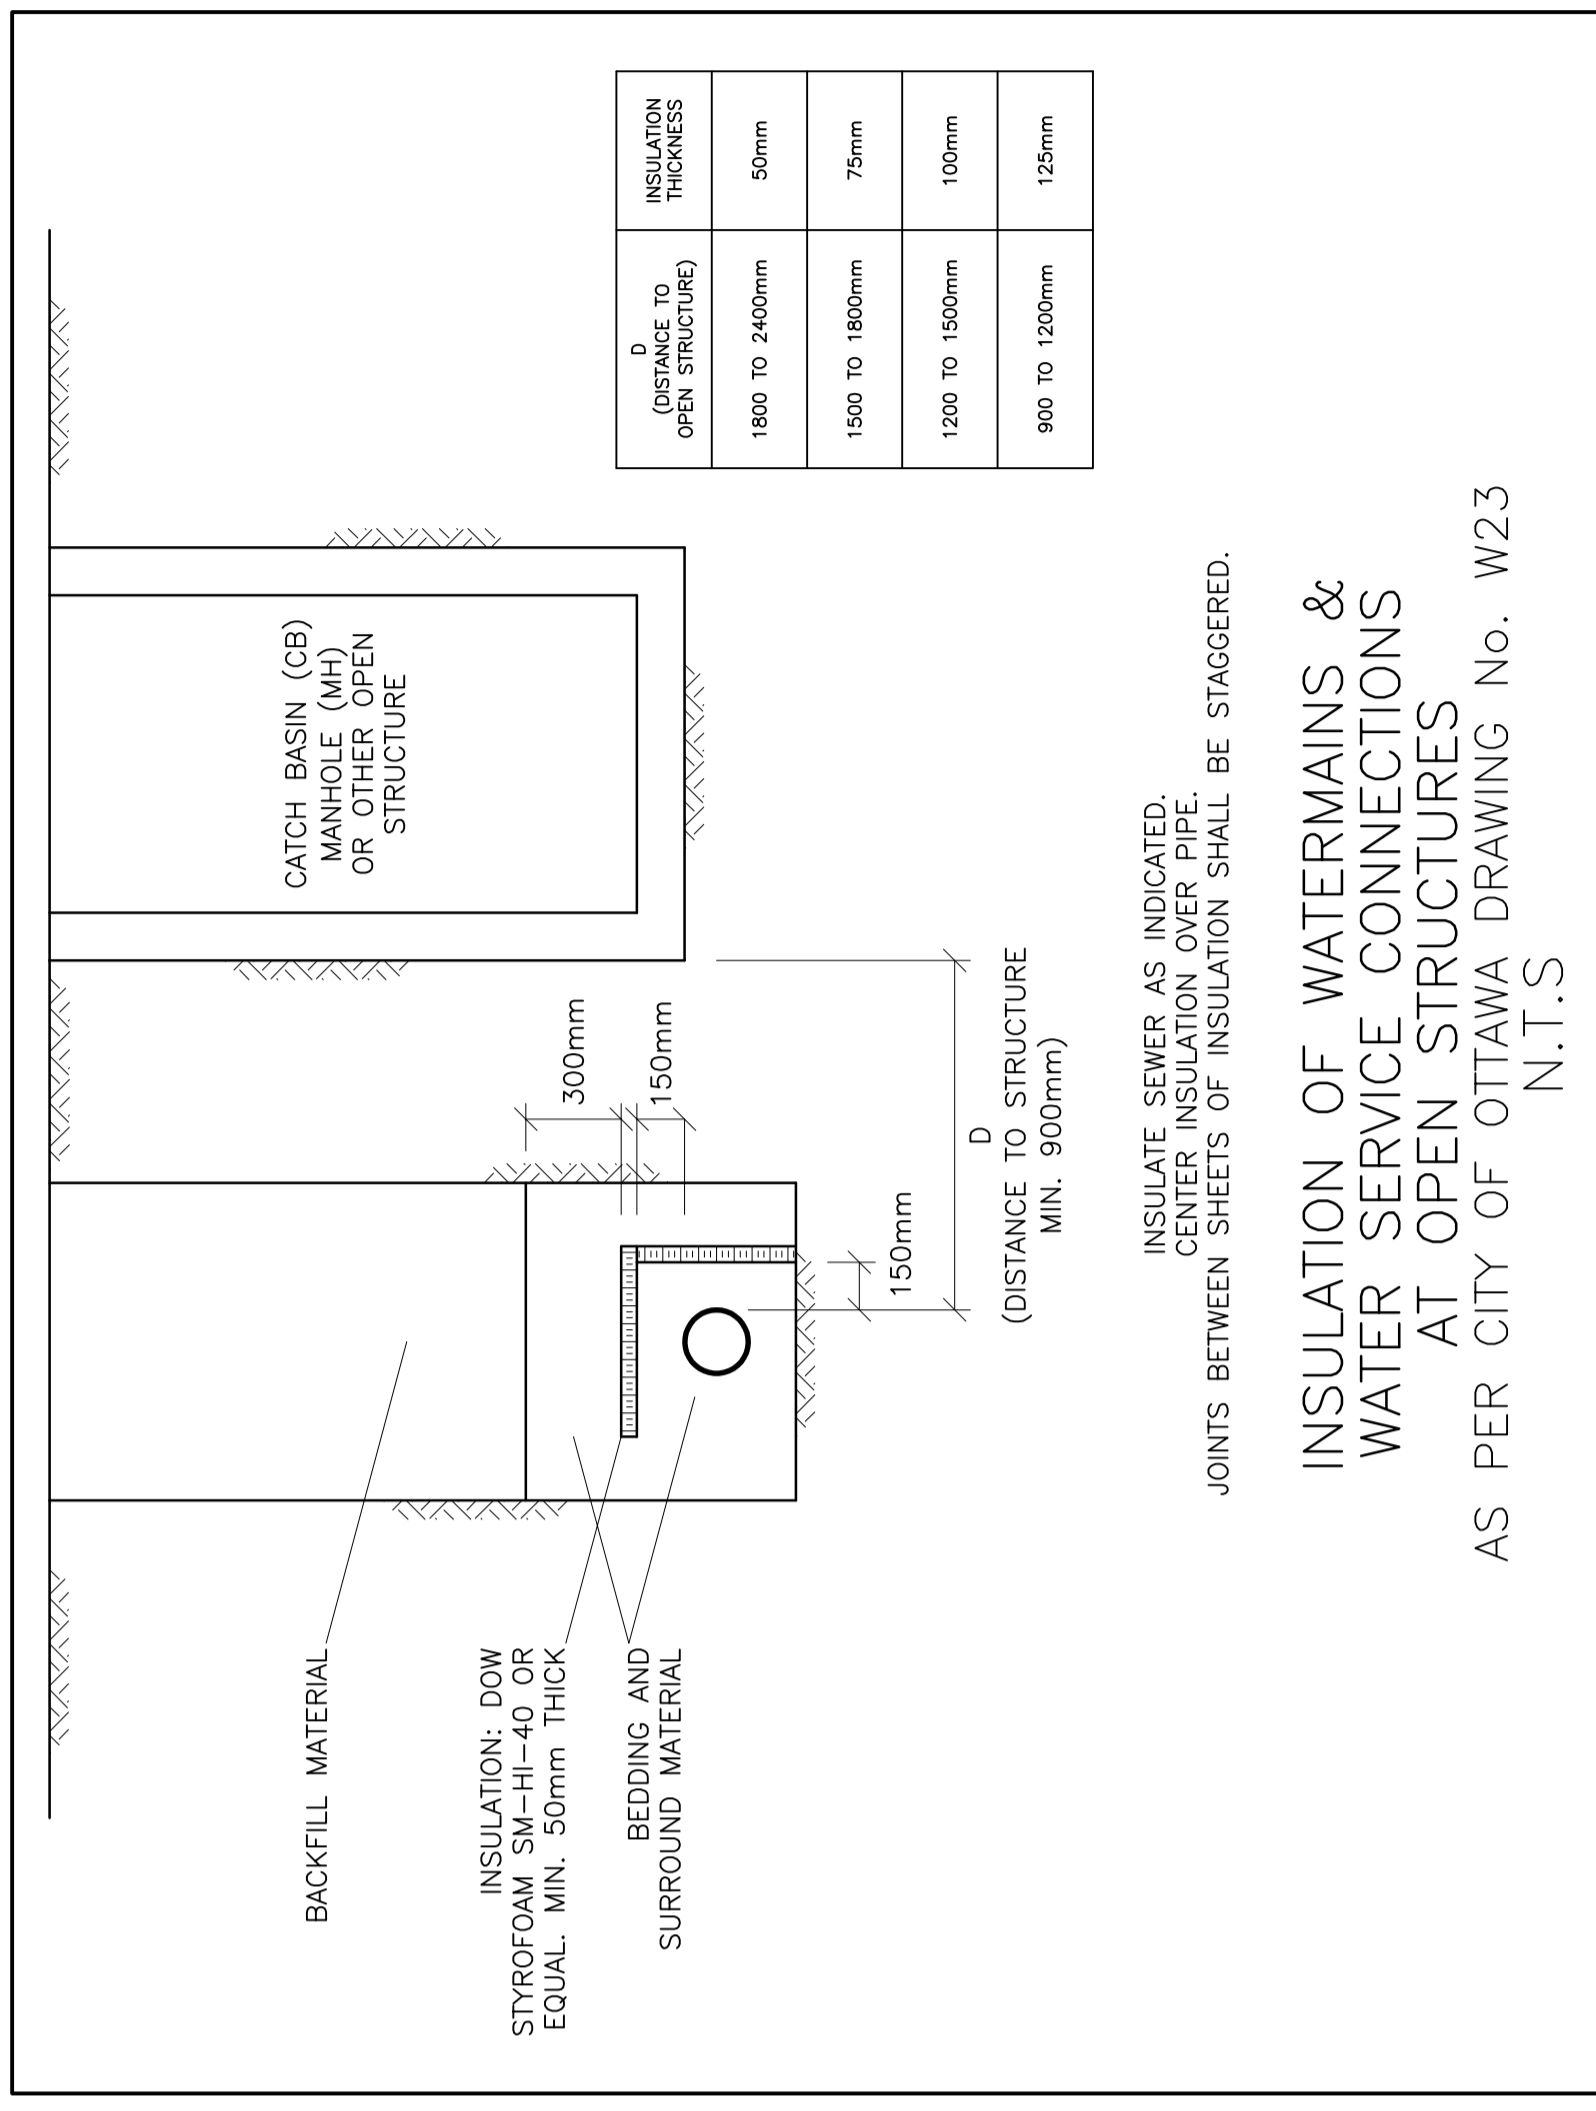 BACKFILL MATERIAL
INSULATION: DOW
STYROFOAM SM-HI-40 OR
EQUAL. MIN. 50mm THICK
BEDDING AND
SURROUND MATERIAL
300mm
150mm
150mm
D
(DISTANCE TO STRUCTURE
MIN. 900mm)
CATCH BASIN (CB)
MANHOLE (MH)
OR OTHER OPEN
STRUCTURE
D
(DISTANCE TO
OPEN STRUCTURE)
INSULATION
THICKNESS
1800 TO 2400mm 50mm
1500 TO 1800mm 75mm
1200 TO 1500mm 100mm
900 TO 1200mm 125mm
INSULATE SEWER AS INDICATED.
CENTER INSULATION OVER PIPE.
JOINTS BETWEEN SHEETS OF INSULATION SHALL BE STAGGERED.
INSULATION OF WATERMAINS &
WATER SERVICE CONNECTIONS
AT OPEN STRUCTURES
AS PER CITY OF OTTAWA DRAWING No. W23
N.T.S